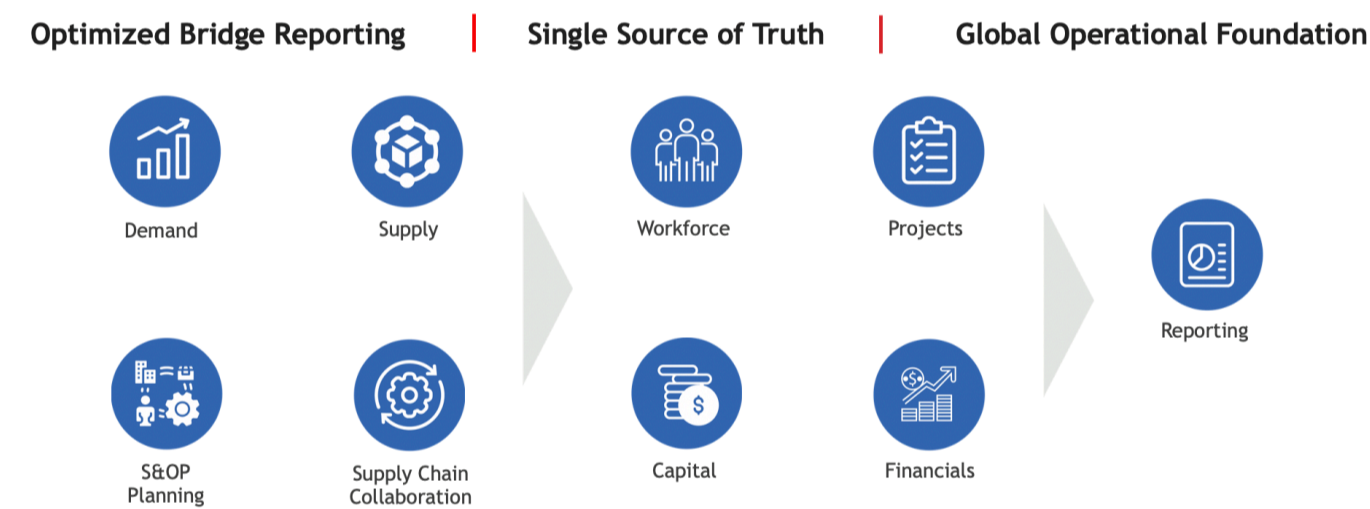 Optimized Bridge Reporting
Single Source of Truth
Global Operational Foundation
Demand
Supply
Workforce
Projects
Reporting
S&OP
Planning
Supply Chain
Collaboration
$
Capital
$
Financials